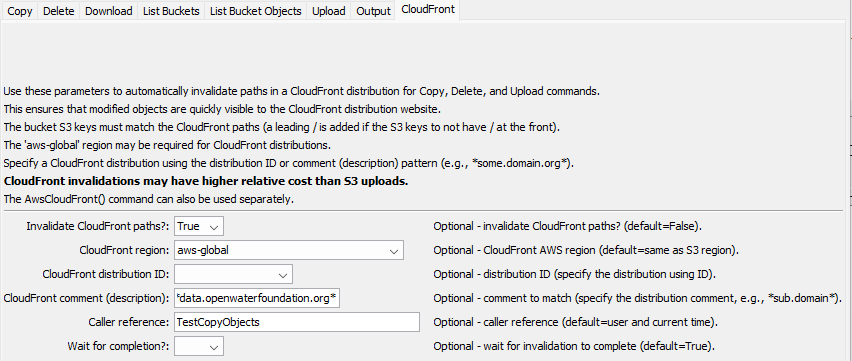 Copy Delete Download List Buckets List Bucket Objects Upload Output CloudFront
Use these parameters to automatically invalidate paths in a CloudFront distribution for Copy, Delete, and Upload commands.
This ensures that modified objects are quickly visible to the CloudFront distribution website.
The bucket S3 keys must match the CloudFront paths (a leading / is added if the S3 keys to not have / at the front).
The 'aws-global' region may be required for CloudFront distributions.
Specify a CloudFront distribution using the distribution ID or comment (description) pattern (e.g., *some.domain.org*).
CloudFront invalidations may have higher relative cost than S3 uploads.
The AwsCloudFront() command can also be used separately.
Invalidate CloudFront paths?: True Optional - invalidate CloudFront paths? (default=False).
CloudFront region: aws-global Optional - CloudFront AWS region (default=same as S3 region).
CloudFront distribution ID: Optional - distribution ID (specify the distribution using ID).
CloudFront comment (description): *data.openwaterfoundation.org* Optional - comment to match (specify the distribution comment, e.g., *sub.domain*).
Caller reference: TestCopyObjects Optional - caller reference (default=user and current time).
Wait for completion?: Optional - wait for invalidation to complete (default=True).